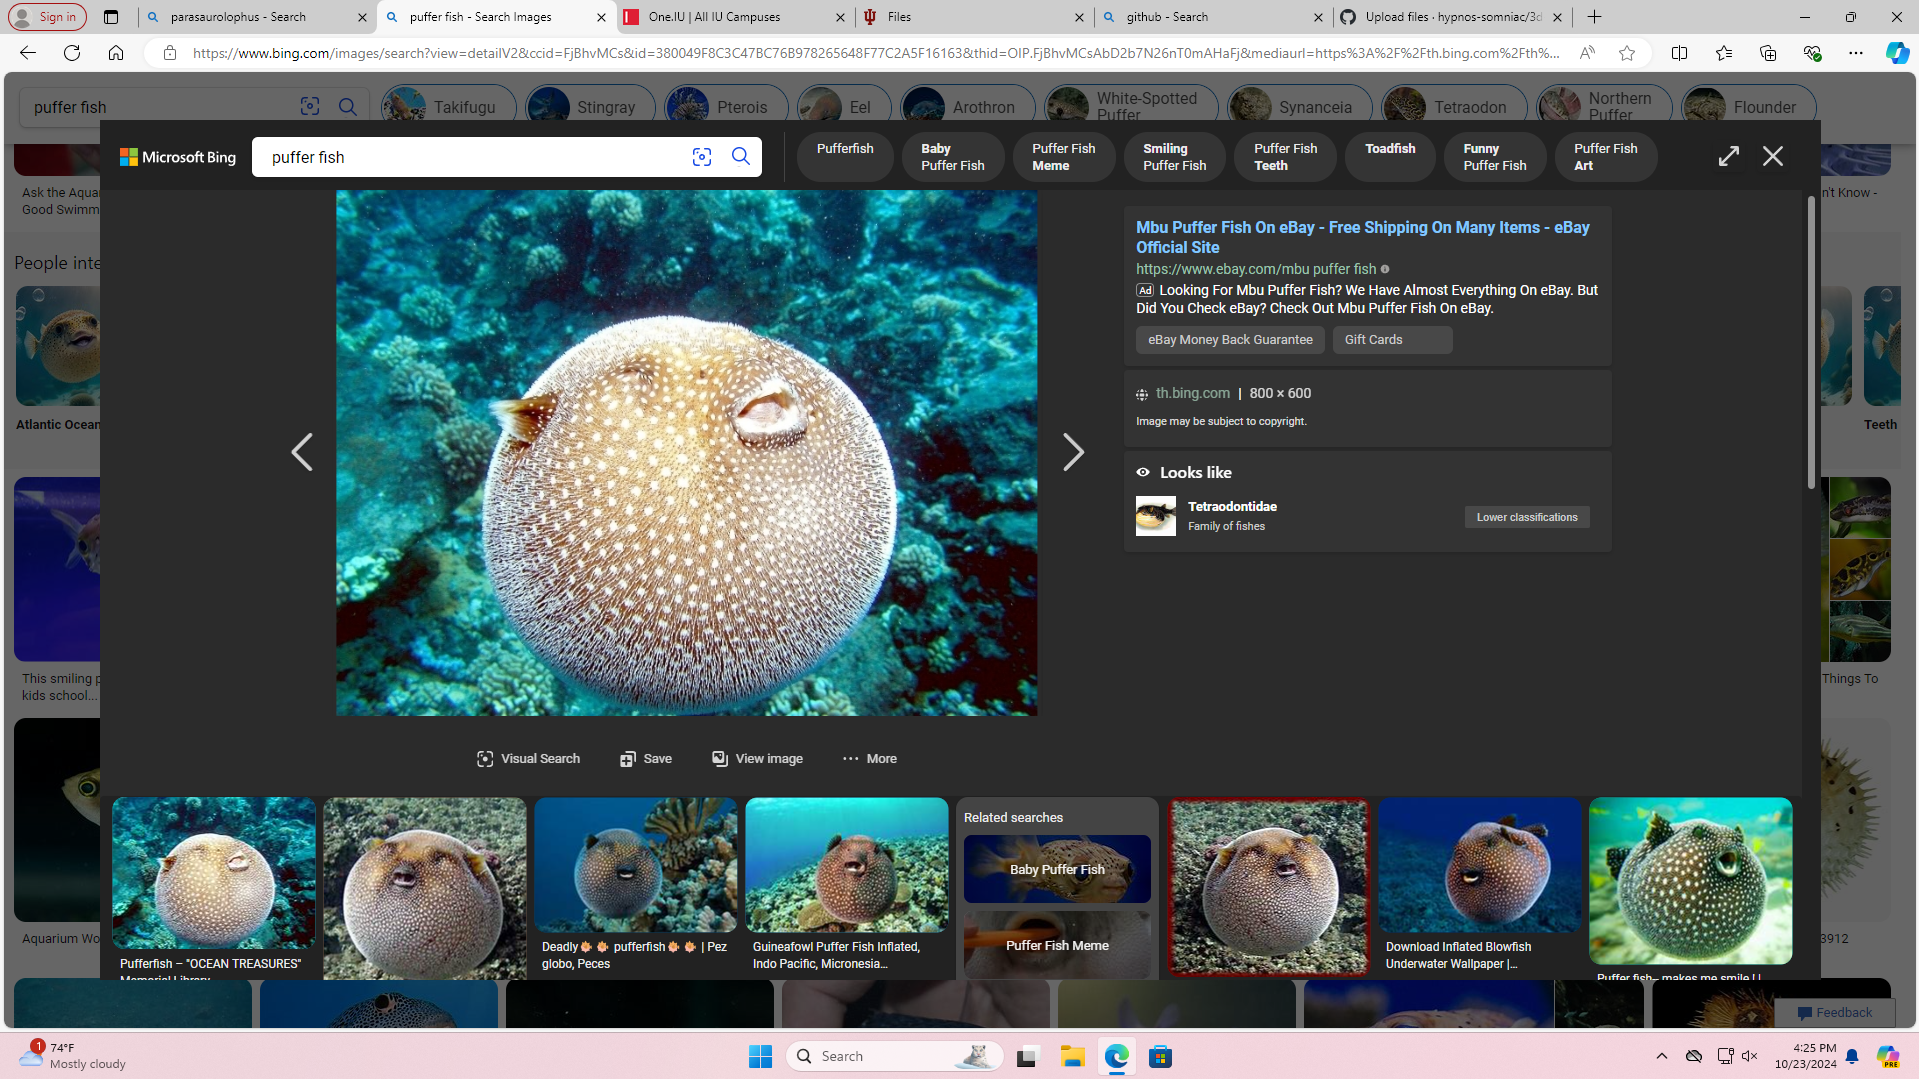 Sign in
parasaurolophus - Search
puffer fish - Search Images
One.IU | All IU Campuses
Files
github - Search
Upload files · hypnos-somniac/3d
https://www.bing.com/images/search?view=detailV2&ccid=FjBhvMCs&id=380049F8C3C47BC76B978265648F77C2A5F16163&thid=OIP.FjBhvMCsAbD2b7N26nT0mAHaFj&mediaurl=https%3A%2F%2Fth.bing.com%2Fth%...
puffer fish
Takifugu
Stingray
Pterois
Eel
Arothron
White-Spotted
Puffer
Synanceia
Tetraodon
Northern
Puffer
Flounder
Microsoft Bing
puffer fish
Pufferfish
Baby
Puffer Fish
Puffer Fish
Meme
Smiling
Puffer Fish
Puffer Fish
Teeth
Toadfish
Funny
Puffer Fish
Puffer Fish
Art
Ask the Aqua
Good Swimm
n't Know -
People inte
Atlantic Ocean
Teeth
This smiling p
kids school...
Things To
Aquarium Wo
3912
Mbu Puffer Fish On eBay - Free Shipping On Many Items - eBay
Official Site
https://www.ebay.com/mbu puffer fish
Ad Looking For Mbu Puffer Fish? We Have Almost Everything On eBay. But
Did You Check eBay? Check Out Mbu Puffer Fish On eBay.
eBay Money Back Guarantee
Gift Cards
th.bing.com | 800 × 600
Image may be subject to copyright.
Looks like
Tetraodontidae
Family of fishes
Lower classifications
Visual Search
Save
View image
More
Pufferfish – "OCEAN TREASURES"
Memorial Library
Deadly pufferfish | Pez
globo, Peces
Guineafowl Puffer Fish Inflated,
Indo Pacific, Micronesia...
Related searches
Baby Puffer Fish
Puffer Fish Meme
Download Inflated Blowfish
Underwater Wallpaper |...
Puffer fish– makes me smile ! |
Feedback
1
74°F
Mostly cloudy
Search
4:25 PM
10/23/2024
PRE